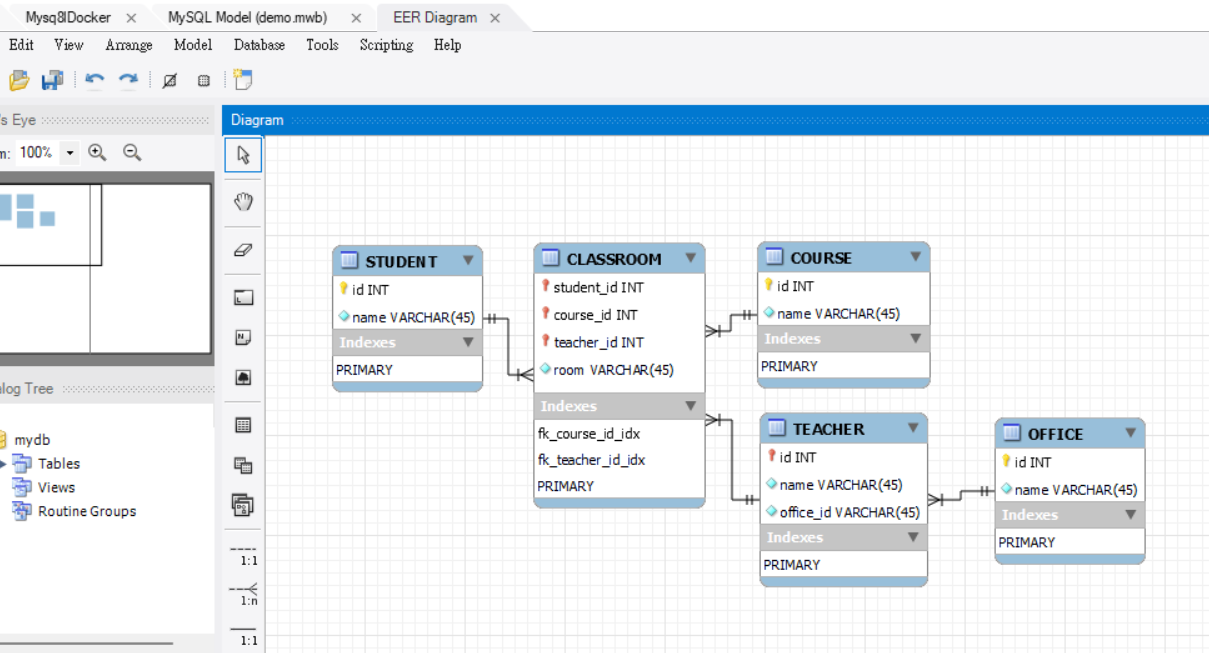 Mysq8lDocker × MySQL Model (demo.mwb) × EER Diagram ×
Edit View Arrange Model Database Tools Scripting Help
's Eye
m: 100%
Diagram
STUDENT
id INT
name VARCHAR(45)
Indexes
PRIMARY
CLASSROOM
student_id INT
course_id INT
teacher_id INT
room VARCHAR(45)
Indexes
fk_course_id_idx
fk_teacher_id_idx
PRIMARY
COURSE
id INT
name VARCHAR(45)
Indexes
PRIMARY
TEACHER
id INT
name VARCHAR(45)
office_id VARCHAR(45)
Indexes
PRIMARY
OFFICE
id INT
name VARCHAR(45)
Indexes
PRIMARY
alog Tree
mydb
Tables
Views
Routine Groups
1:1
1:n
1:1